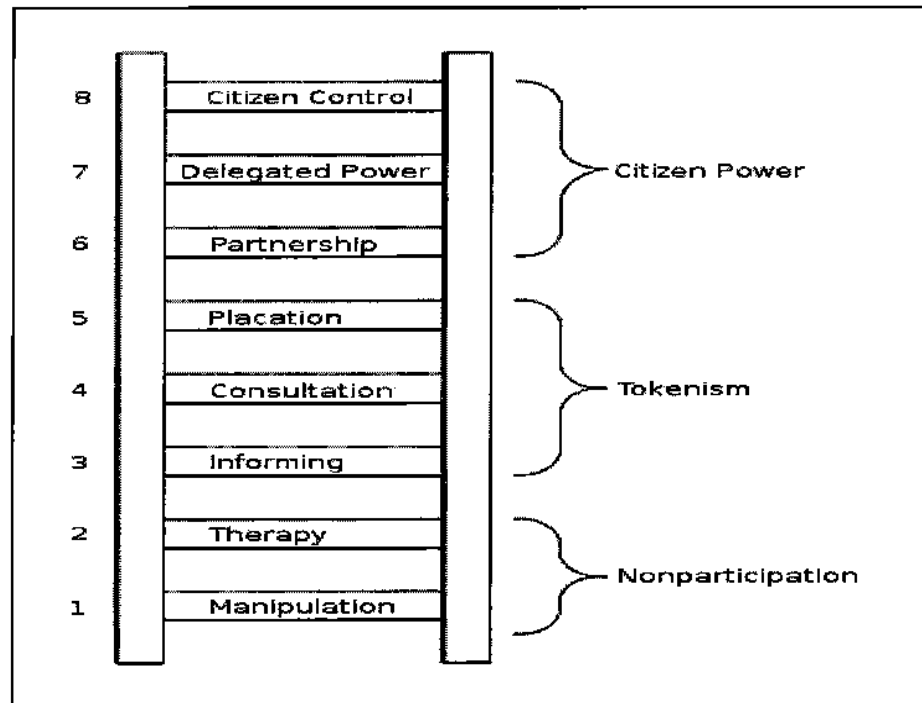 8 Citizen Control
7 Delegated Power Citizen Power
6 Partnership
5 Placation
4 Consultation Tokenism
3 Informing
2 Therapy
Nonparticipation
1 Manipulation